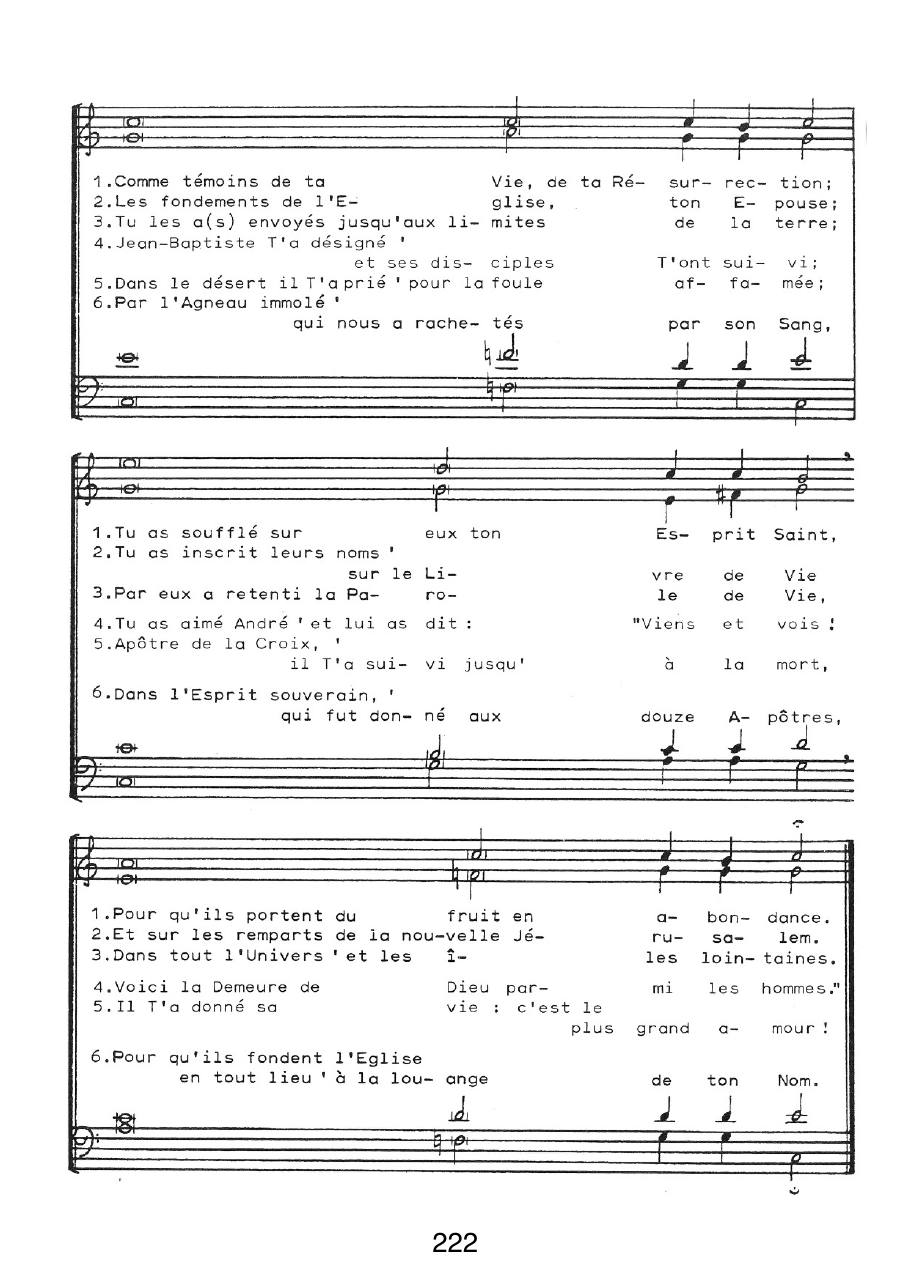 1.Comme témoins de ta Vie, de ta Ré- sur- rec- tion;
2.Les fondements de l'E- glise, ton E- pouse;
3.Tu les a(s) envoyés jusqu'aux li- mites de la terre;
4.Jean-Baptiste T'a désigné '
et ses dis- ciples T'ont sui- vi;
5.Dans le désert il T'a prié ' pour la foule af- fa- mée;
6.Par l'Agneau immolé '
qui nous a rache- tés par son Sang,
1.Tu as soufflé sur eux ton Es- prit Saint,
2.Tu as inscrit leurs noms '
sur le Li- vre de Vie
3.Par eux a retenti la Pa- ro- le de Vie,
4.Tu as aimé André ' et lui as dit : "Viens et vois !
5.Apôtre de la Croix, '
il T'a sui- vi jusqu' à la mort,
6.Dans l'Esprit souverain, '
qui fut don- né aux douze A- pôtres,
1.Pour qu'ils portent du fruit en a- bon- dance.
2.Et sur les remparts de la nou-velle Jé- ru- sa- lem.
3.Dans tout l'Univers ' et les î- les loin- taines.
4.Voici la Demeure de Dieu par- mi les hommes."
5.Il T'a donné sa vie : c'est le
plus grand a- mour !
6.Pour qu'ils fondent l'Eglise
en tout lieu ' à la lou- ange de ton Nom.
222